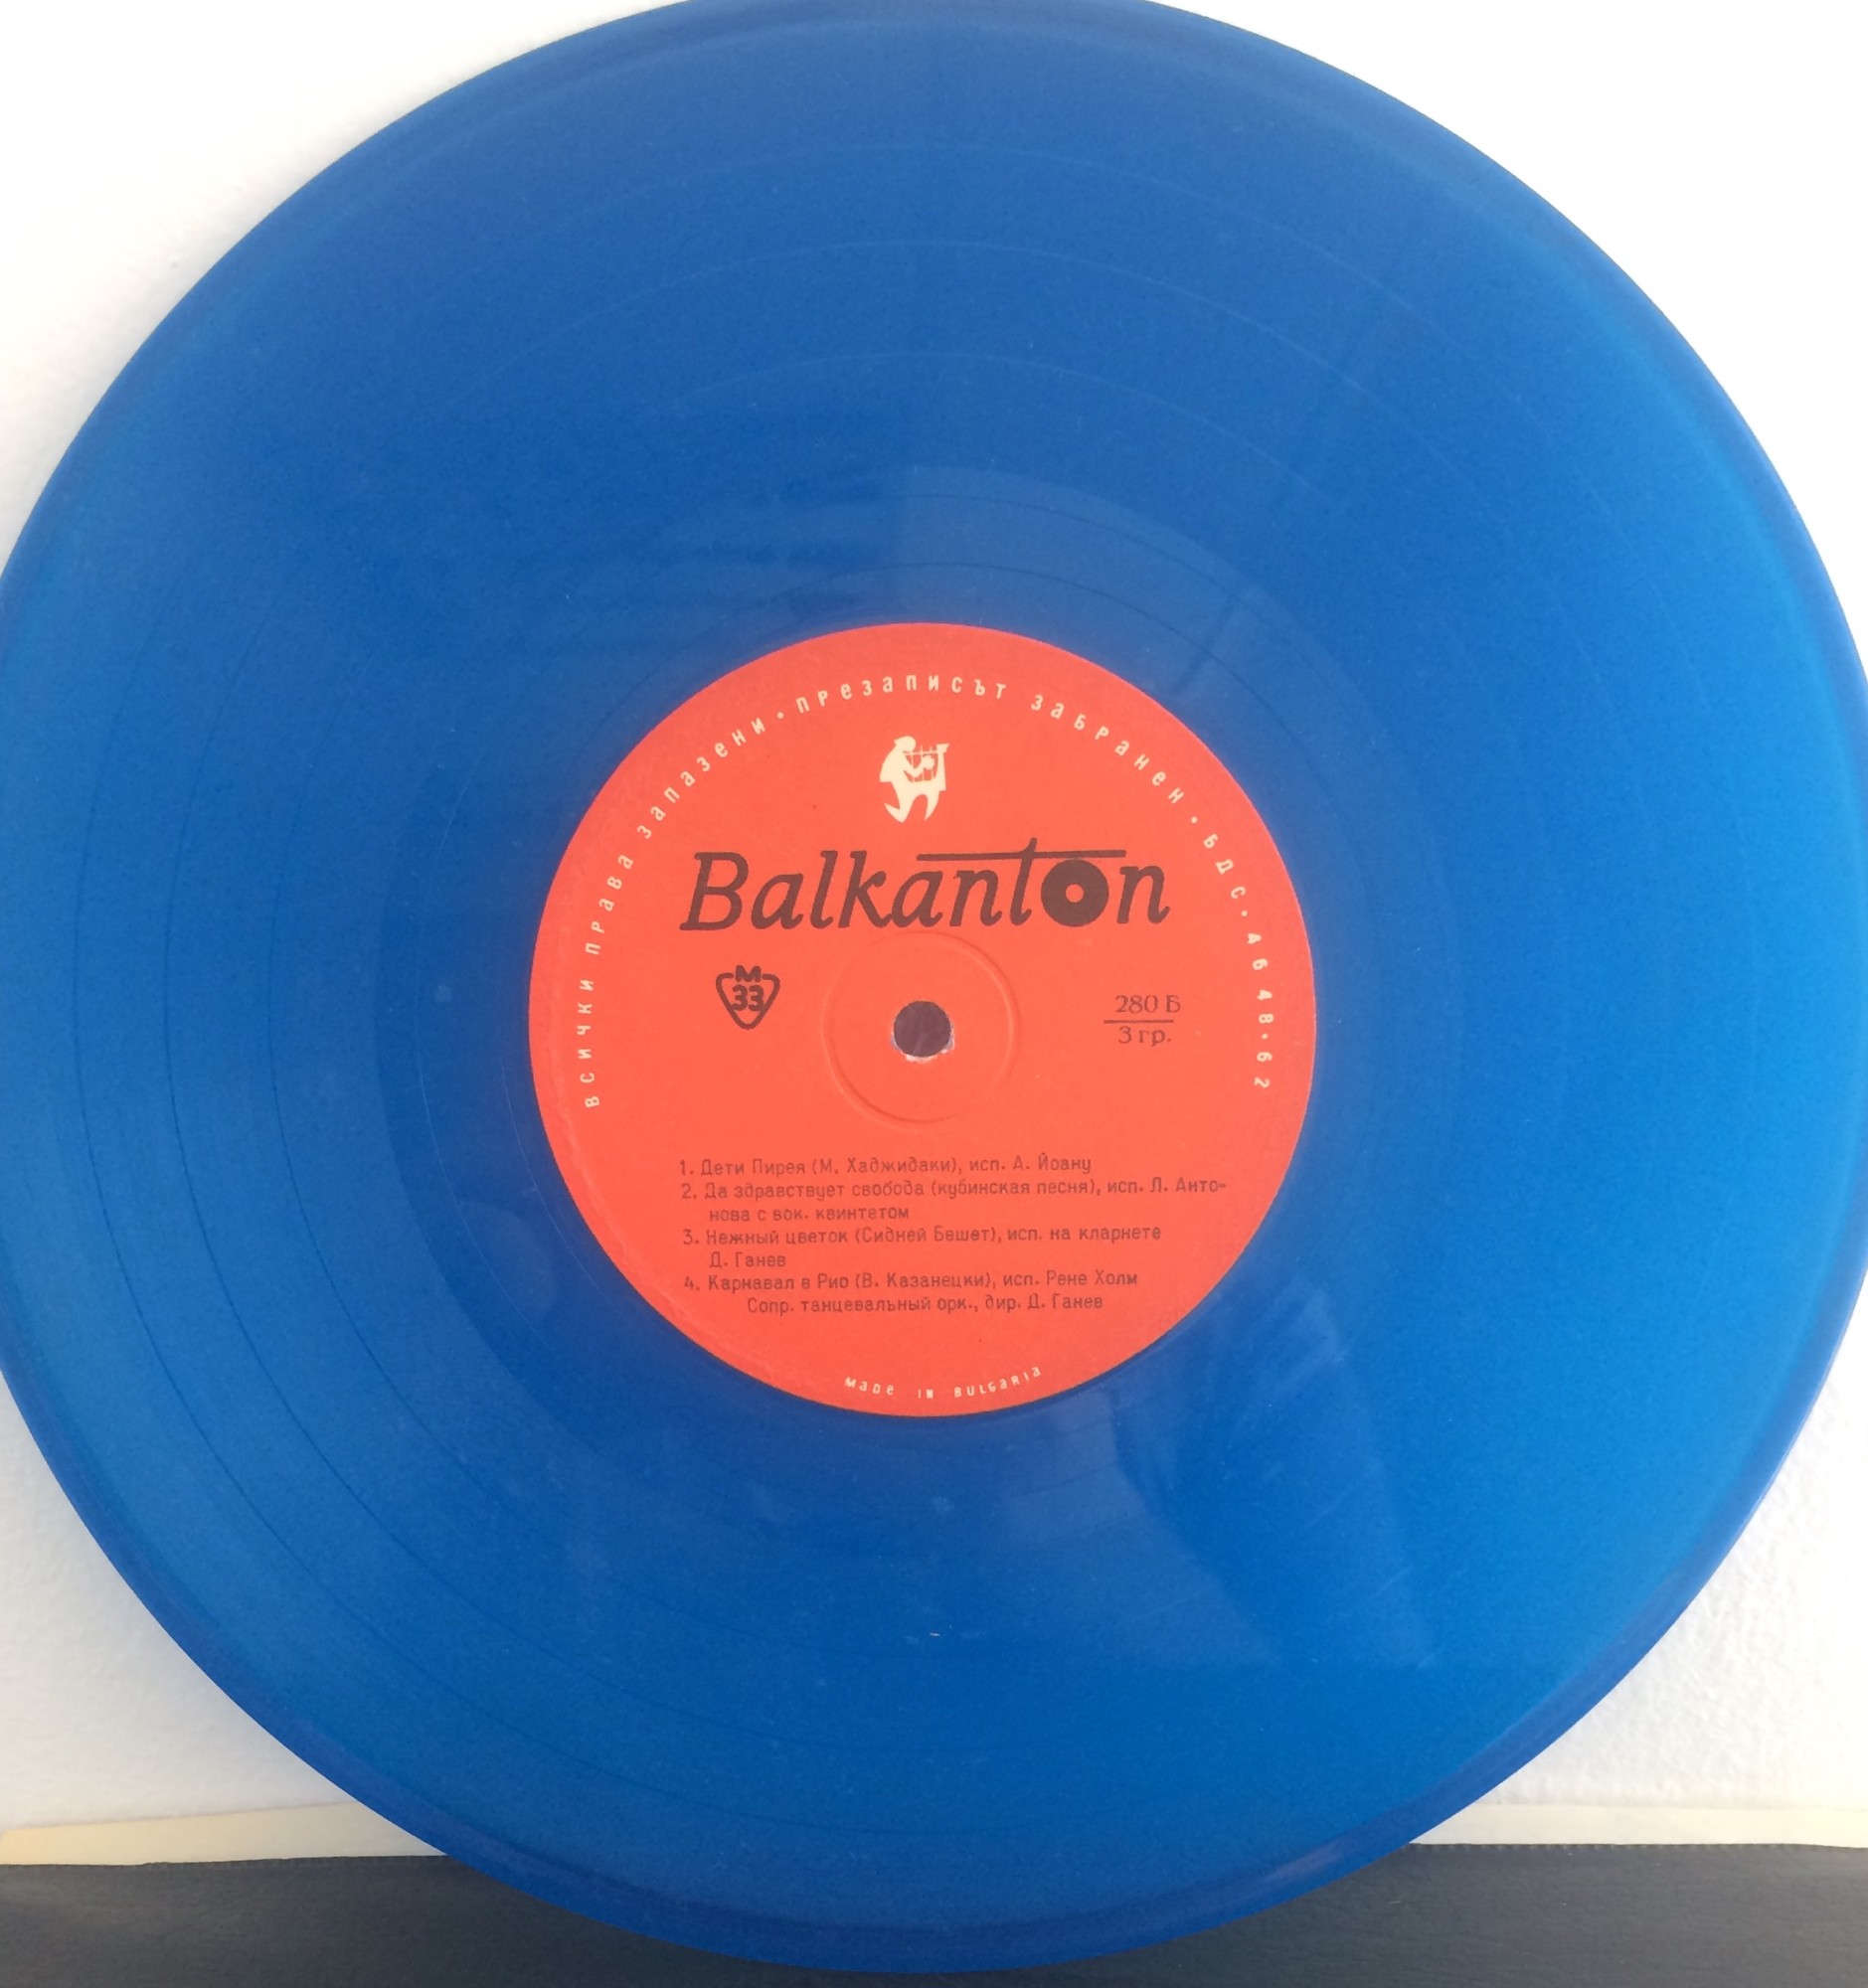 всички права запазени · презаписът забранен · БДС · 4648·62
Balkanton
М
33
280 Б
3 гр.
1. Дети Пирея (М. Хаджидаки), исп. А. Йоану
2. Да здравствует свобода (кубинская песня), исп. Л. Анто-
нова с вок. квинтетом
3. Нежный цветок (Сидней Бешет), исп. на кларнете
Д. Ганев
4. Карнавал в Рио (В. Казанецки), исп. Рене Холм
Сопр. танцевальный орк., дир. Д. Ганев
made in bulgaria